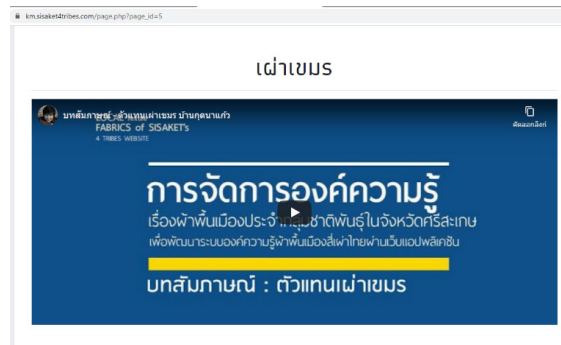 km.sisaket4tribes.com/page.php?page_id=5
เผ่าเขมร
บทสัมภาษณ์ - ตัวแทนเผ่าเขมร บ้านกุดนาแก้ว
คัดลอกลิงก์
FABRICS of SISAKET's
4 TRIBES WEBSITE
การจัดการองค์ความรู้
เรื่องผ้าพื้นเมืองประจำกลุ่มชาติพันธุ์ในจังหวัดศรีสะเกษ
เพื่อพัฒนาระบบองค์ความรู้ผ้าพื้นเมืองสี่เผ่าไทยผ่านเว็บแอปพลิเคชัน
บทสัมภาษณ์ : ตัวแทนเผ่าเขมร